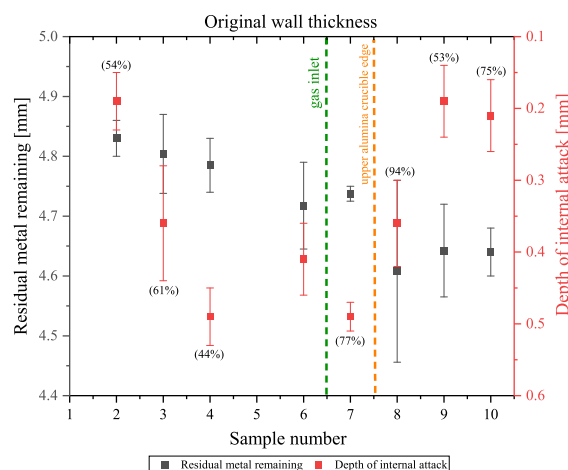 Original wall thickness
5.0
4.9
4.8
4.7
4.6
4.5
4.4
Residual metal remaining [mm]
(54%)
(61%)
(44%)
gas inlet
(77%)
upper alumina crucible edge
(94%)
(53%)
(75%)
0.1
0.2
0.3
0.4
0.5
0.6
Depth of internal attack [mm]
1 2 3 4 5 6 7 8 9 10
Sample number
Residual metal remaining Depth of internal attack